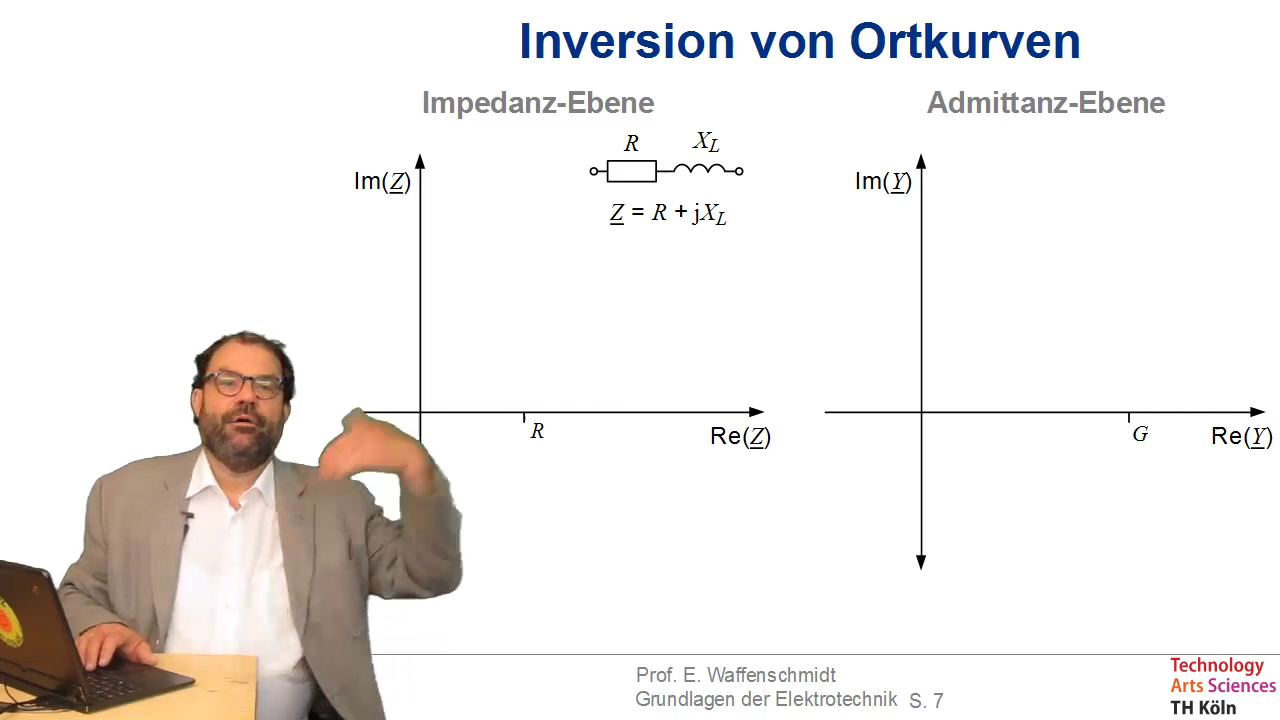 Inversion von Ortkurven
Impedanz-Ebene
Admittanz-Ebene
R X_L
Im(Z)
Z = R + jX_L
Im(Y)
R
Re(Z)
G
Re(Y)
Prof. E. Waffenschmidt
Grundlagen der Elektrotechnik S. 7
Technology
Arts Sciences
TH Köln